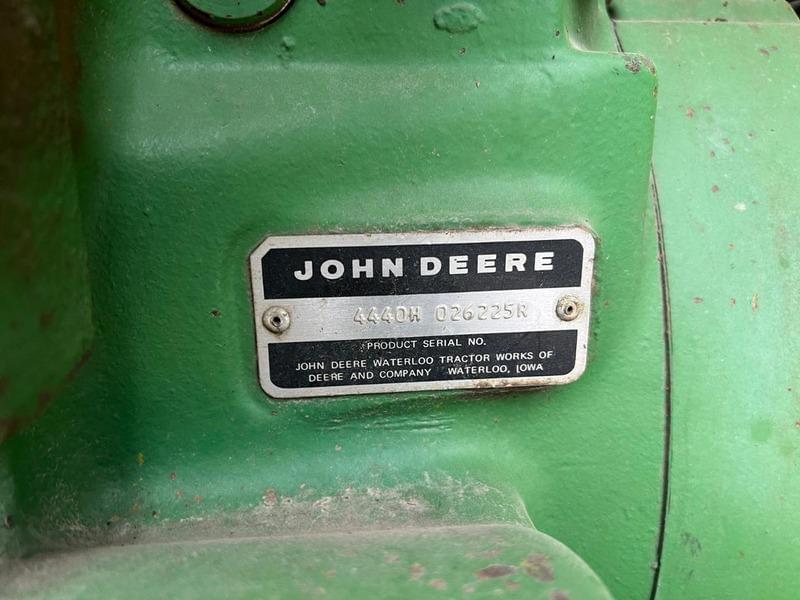 JOHN DEERE
4440H 026225R
PRODUCT SERIAL NO.
JOHN DEERE WATERLOO TRACTOR WORKS OF
DEERE AND COMPANY WATERLOO, IOWA